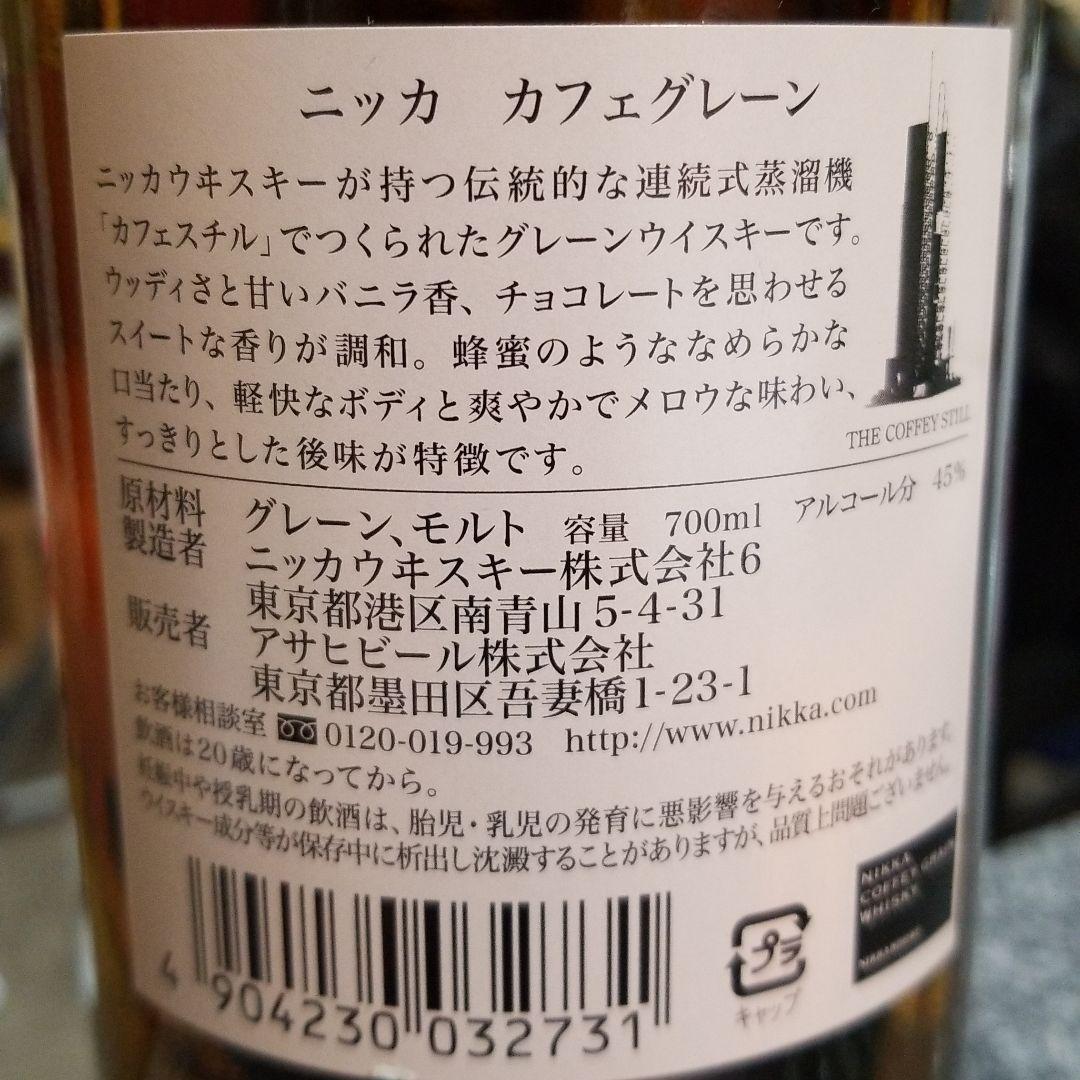 ニッカ　カフェグレーン
ニッカウヰスキーが持つ伝統的な連続式蒸溜機
「カフェスチル」でつくられたグレーンウイスキーです。
ウッディさと甘いバニラ香、チョコレートを思わせる
スイートな香りが調和。蜂蜜のようななめらかな
口当たり、軽快なボディと爽やかでメロウな味わい、
すっきりとした後味が特徴です。
THE COFFEY STILL
原材料 グレーン、モルト 容量 700ml アルコール分 45%
製造者 ニッカウヰスキー株式会社6
東京都港区南青山5-4-31
販売者 アサヒビール株式会社
東京都墨田区吾妻橋1-23-1
お客様相談室 0120-019-993 http://www.nikka.com
飲酒は20歳になってから。
妊娠中や授乳期の飲酒は、胎児・乳児の発育に悪影響を与えるおそれがあります。
ウイスキー成分等が保存中に析出し沈澱することがありますが、品質上問題ございません。
4 904230 032731
プラ
キャップ
NIKKA
COFFEY GRAIN
WHISKY